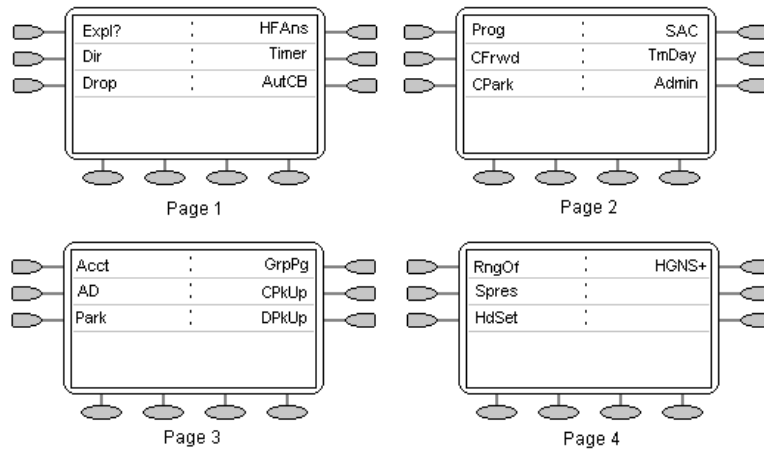 Expl? : HFAns
Dir : Timer
Drop : AutCB
Page 1
Prog : SAC
CFrwd : TmDay
CPark : Admin
Page 2
Acct : GrpPg
AD : CPkUp
Park : DPkUp
Page 3
RngOf : HGNS+
Spres :
HdSet :
Page 4